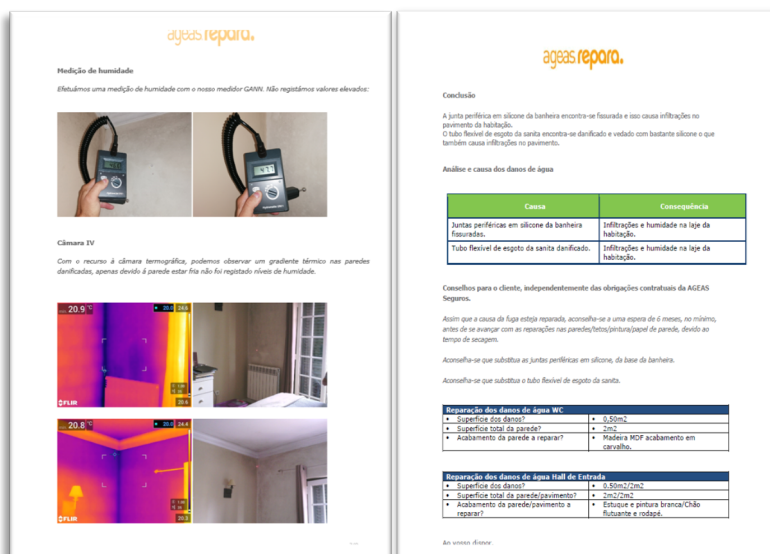 ageas repara.
Medição de humidade
Efetuámos uma medição de humidade com o nosso medidor GANN. Não registámos valores elevados:
Câmara IV
Com o recurso à câmara termográfica, podemos observar um gradiente térmico nas paredes
danificadas, apenas devido á parede estar fria não foi registado níveis de humidade.
20.9 °C
20.8 24.6
FLIR
20.8 °C
24.4
FLIR
20.3
ageas repara.
Conclusão
A junta periférica em silicone da banheira encontra-se fissurada e isso causa infiltrações no
pavimento da habitação.
O tubo flexível de esgoto da sanita encontra-se danificado e vedado com bastante silicone o que
também causa infiltrações no pavimento.
Análise e causa dos danos de água
Causa Consequência
Juntas periféricas em silicone da banheira Infiltrações e humidade na laje da
fissuradas. habitação.
Tubo flexível de esgoto da sanita danificado. Infiltrações e humidade na laje da
habitação.
Conselhos para o cliente, independentemente das obrigações contratuais da AGEAS
Seguros.
Assim que a causa da fuga esteja reparada, aconselha-se a uma espera de 6 meses, no mínimo,
antes de se avançar com as reparações nas paredes/tetos/pintura/papel de parede, devido ao
tempo de secagem.
Aconselha-se que substitua as juntas periféricas em silicone, da base da banheira.
Aconselha-se que substitua o tubo flexível de esgoto da sanita.
Reparação dos danos de água WC
• Superfície dos danos? • 0,50m2
• Superfície total da parede? • 2m2
• Acabamento da parede a reparar? • Madeira MDF acabamento em
carvalho.
Reparação dos danos de água Hall de Entrada
• Superfície dos danos? • 0.50m2/2m2
• Superfície total da parede/pavimento? • 2m2/2m2
• Acabamento da parede/pavimento a • Estuque e pintura branca/Chão
reparar? flutuante e rodapé.
Ao vosso dispor,